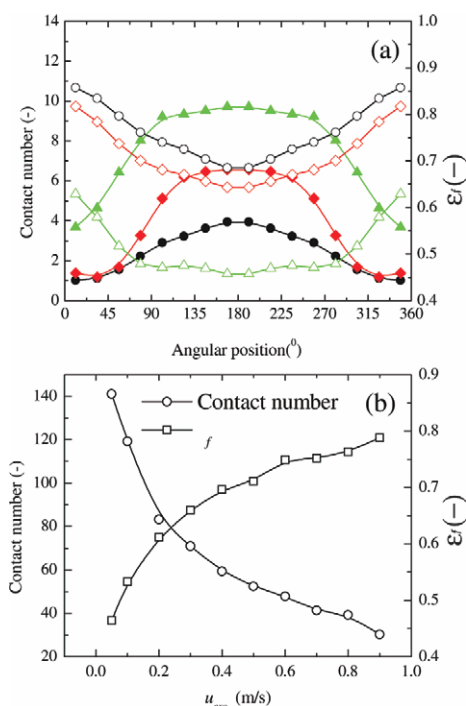 (a)
Contact number (-)
14
12
10
8
6
4
2
0
1.0
0.9
0.8
0.7
0.6
0.5
0.4
εf(−)
0 45 90 135 180 225 270 315 360
Angular position(0)
(b)
Contact number
f
Contact number (-)
140
120
100
80
60
40
20
0.9
0.8
0.7
0.6
0.5
0.4
εf(−)
0.0 0.2 0.4 0.6 0.8 1.0
u (m/s)